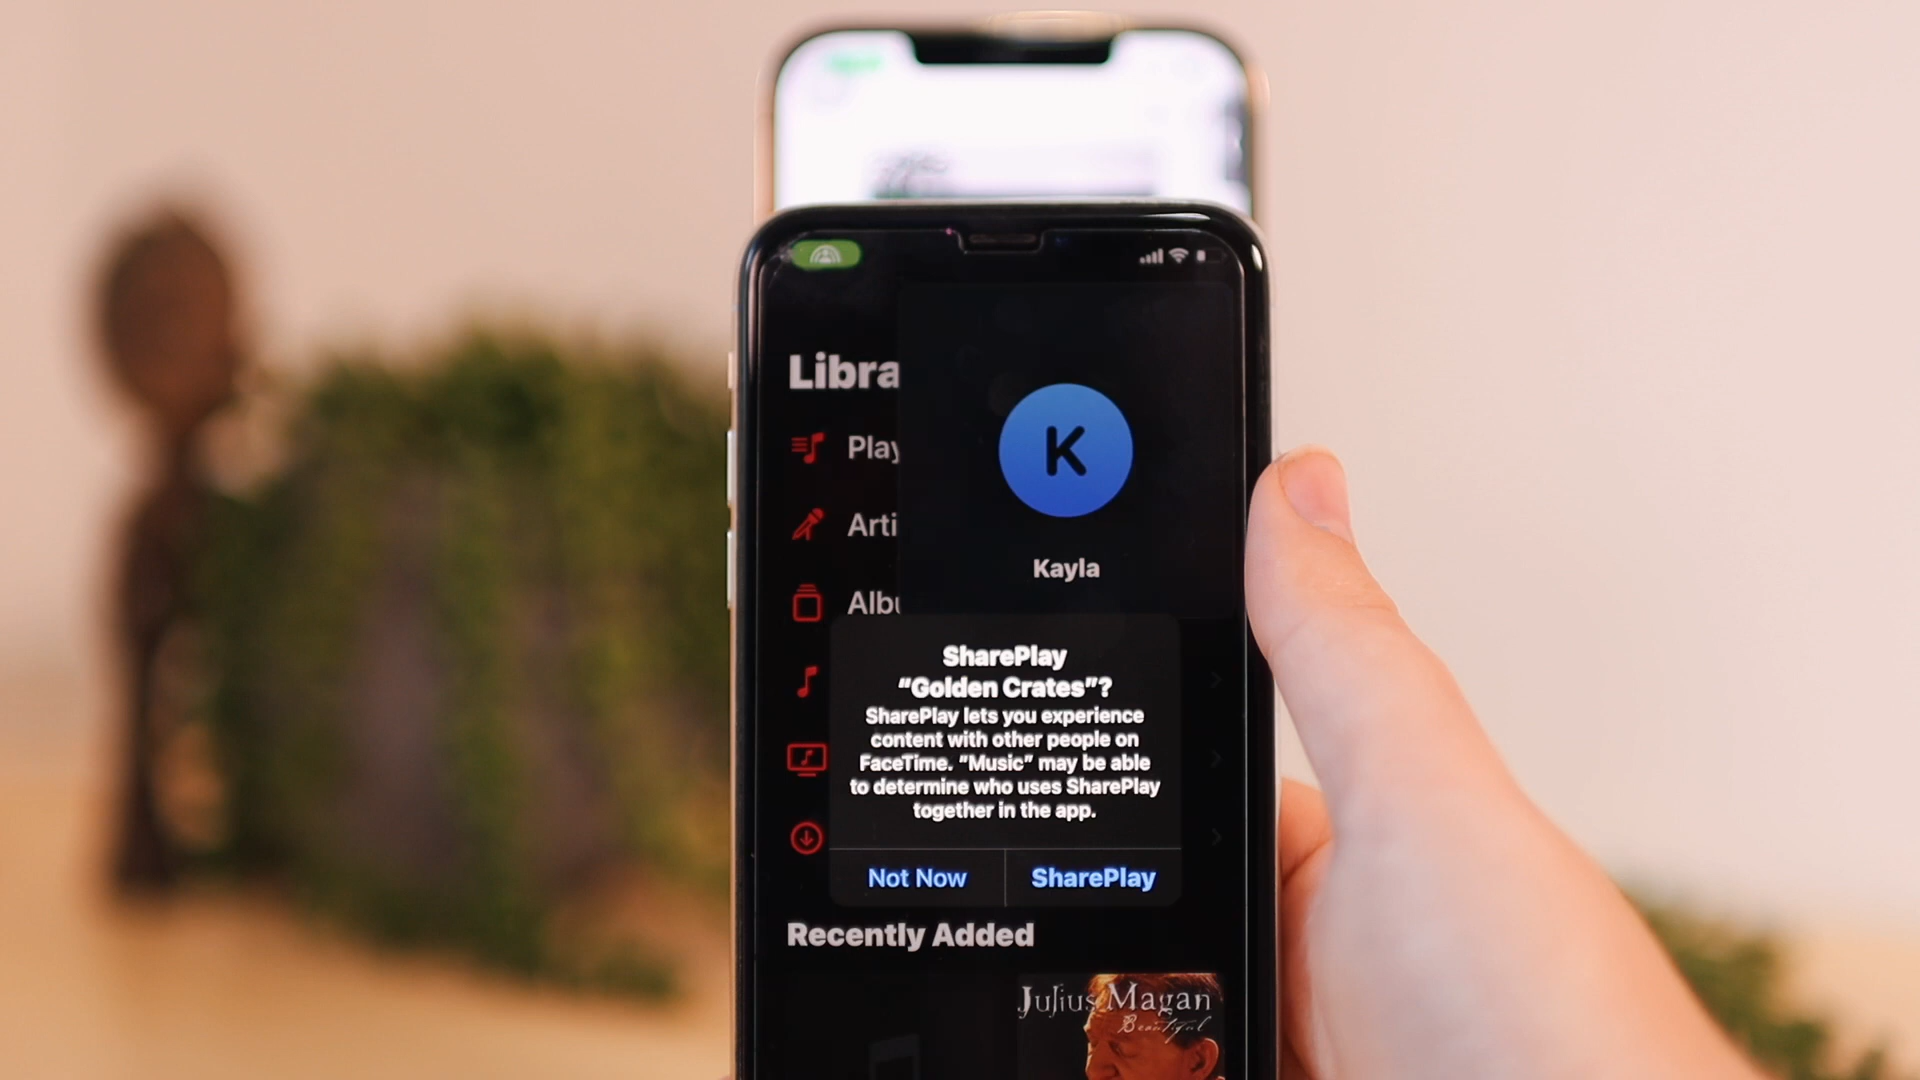 Libra
Play
K
Arti
Kayla
Albu
SharePlay
“Golden Crates”?
SharePlay lets you experience
content with other people on
FaceTime. “Music” may be able
to determine who uses SharePlay
together in the app.
Not Now
SharePlay
Recently Added
Julius Magan
Beautiful